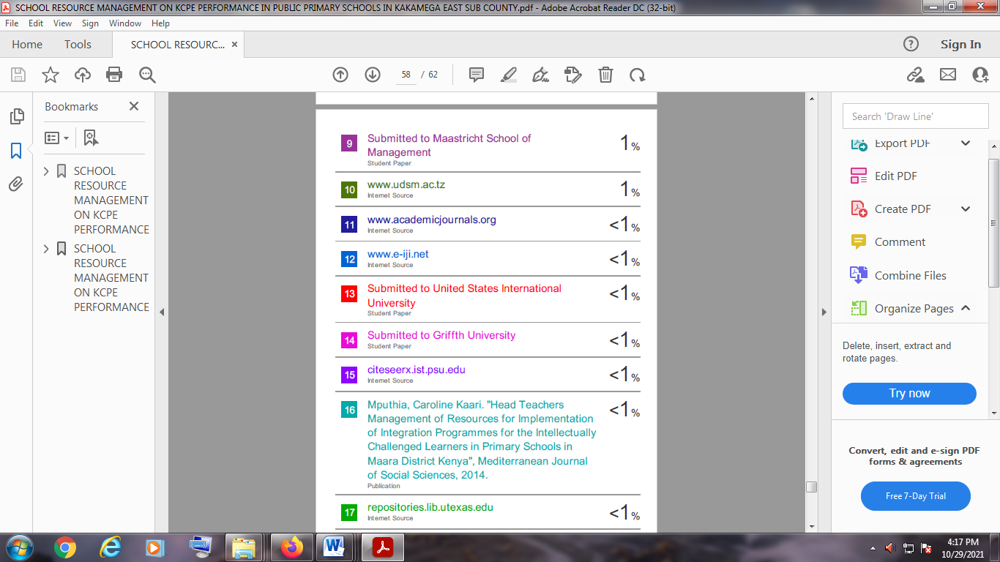 SCHOOL RESOURCE MANAGEMENT ON KCPE PERFORMANCE IN PUBLIC PRIMARY SCHOOLS IN KAKAMEGA EAST SUB COUNTY.pdf - Adobe Acrobat Reader DC (32-bit)
File Edit View Sign Window Help
Home Tools SCHOOL RESOURC... × ? Sign In
58 / 62
Bookmarks
SCHOOL
RESOURCE
MANAGEMENT
ON KCPE
PERFORMANCE
SCHOOL
RESOURCE
MANAGEMENT
ON KCPE
PERFORMANCE
9 Submitted to Maastricht School of 1%
Management
Student Paper
10 www.udsm.ac.tz 1%
Internet Source
11 www.academicjournals.org <1%
Internet Source
12 www.e-iji.net <1%
Internet Source
13 Submitted to United States International <1%
University
Student Paper
14 Submitted to Griffth University <1%
Student Paper
15 citeseerx.ist.psu.edu <1%
Internet Source
16 Mputhia, Caroline Kaari. "Head Teachers <1%
Management of Resources for Implementation
of Integration Programmes for the Intellectually
Challenged Learners in Primary Schools in
Maara District Kenya", Mediterranean Journal
of Social Sciences, 2014.
Publication
17 repositories.lib.utexas.edu <1%
Internet Source
Search 'Draw Line'
Export PDF
Edit PDF
Create PDF
Comment
Combine Files
Organize Pages
Delete, insert, extract and
rotate pages.
Try now
Convert, edit and e-sign PDF
forms & agreements
Free 7-Day Trial
4:17 PM
10/29/2021